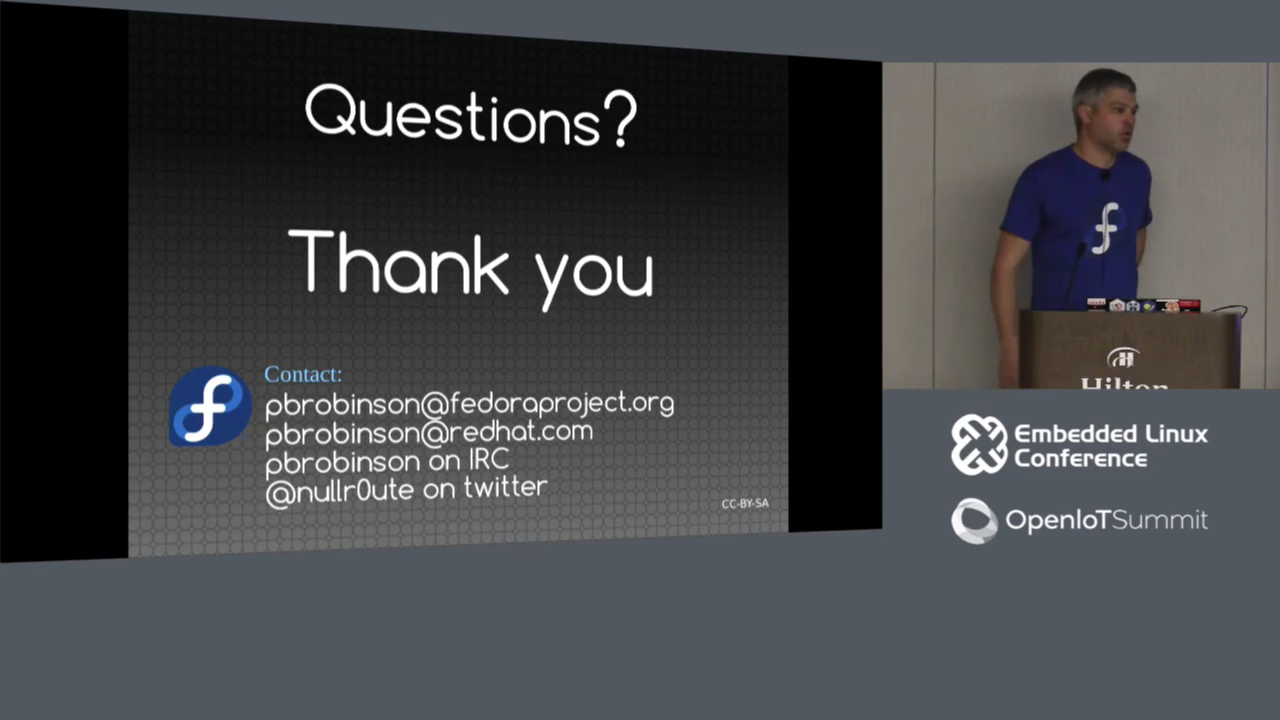 Questions?
Thank you
Contact:
pbrobinson@fedoraproject.org
pbrobinson@redhat.com
pbrobinson on IRC
@nullr0ute on twitter
CC-BY-SA
Hilton
Embedded Linux
Conference
OpenIoTSummit